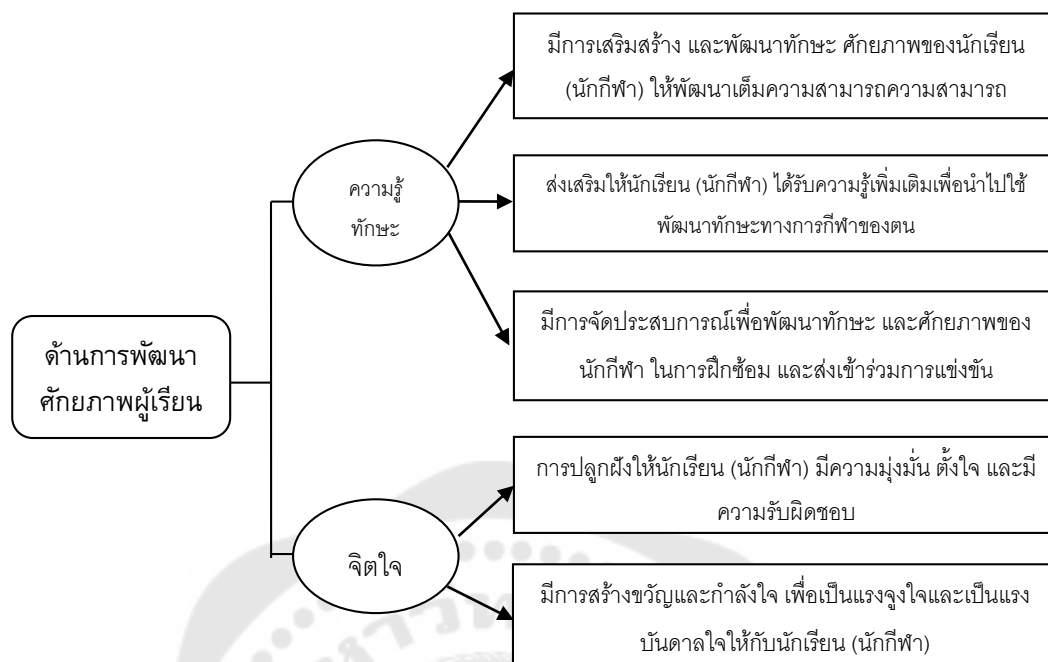 มีการเสริมสร้าง และพัฒนาทักษะ ศักยภาพของนักเรียน
(นักกีฬา) ให้พัฒนาเต็มความสามารถความสามารถ
ความรู้
ทักษะ
ส่งเสริมให้นักเรียน (นักกีฬา) ได้รับความรู้เพิ่มเติมเพื่อนำไปใช้
พัฒนาทักษะทางการกีฬาของตน
มีการจัดประสบการณ์เพื่อพัฒนาทักษะ และศักยภาพของ
นักกีฬา ในการฝึกซ้อม และส่งเข้าร่วมการแข่งขัน
ด้านการพัฒนา
ศักยภาพผู้เรียน
การปลูกฝังให้นักเรียน (นักกีฬา) มีความมุ่งมั่น ตั้งใจ และมี
ความรับผิดชอบ
จิตใจ
มีการสร้างขวัญและกำลังใจ เพื่อเป็นแรงจูงใจและเป็นแรง
บันดาลใจให้กับนักเรียน (นักกีฬา)